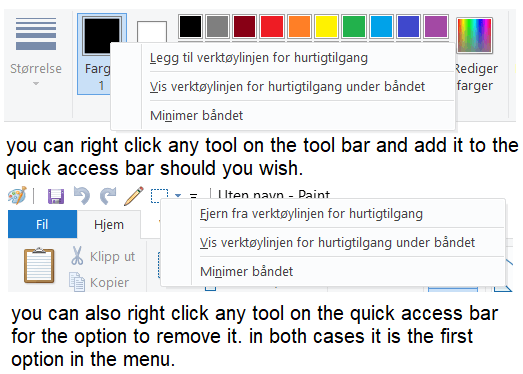 Størrelse
Farg
1
Rediger
farger
Legg til verktøylinjen for hurtigtilgang
Vis verktøylinjen for hurtigtilgang under båndet
Minimer båndet
you can right click any tool on the tool bar and add it to the
quick access bar should you wish.
Uten navn - Paint
Fil
Hjem
Klipp ut
Kopier
Fjern fra verktøylinjen for hurtigtilgang
Vis verktøylinjen for hurtigtilgang under båndet
Minimer båndet
you can also right click any tool on the quick access bar
for the option to remove it. in both cases it is the first
option in the menu.